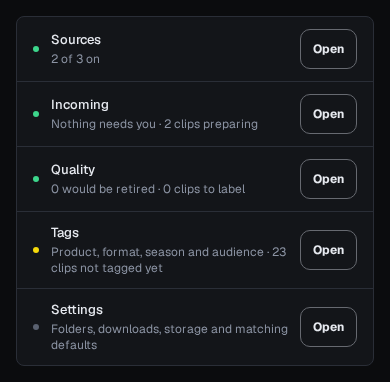 Sources
2 of 3 on
Open
Incoming
Nothing needs you · 2 clips preparing
Open
Quality
0 would be retired · 0 clips to label
Open
Tags
Product, format, season and audience · 23
clips not tagged yet
Open
Settings
Folders, downloads, storage and matching
defaults
Open